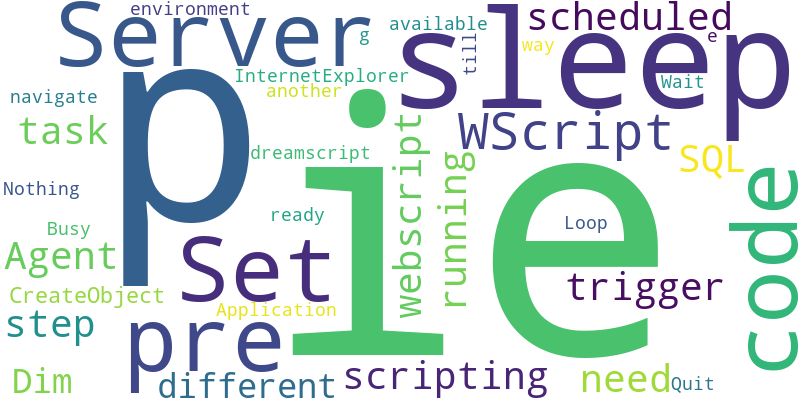 environment
Server
g
available
scheduled
e
till
way
sleep
InternetExplorer
another
Wait
navigate
task
p
ie
WScript
SQL
dreamscript
webscript
running
code
Nothing
ready
Loop
Busy
Agent
Set
CreateObject
Application
trigger
step
pre
Dim
different
scripting
need
Quit